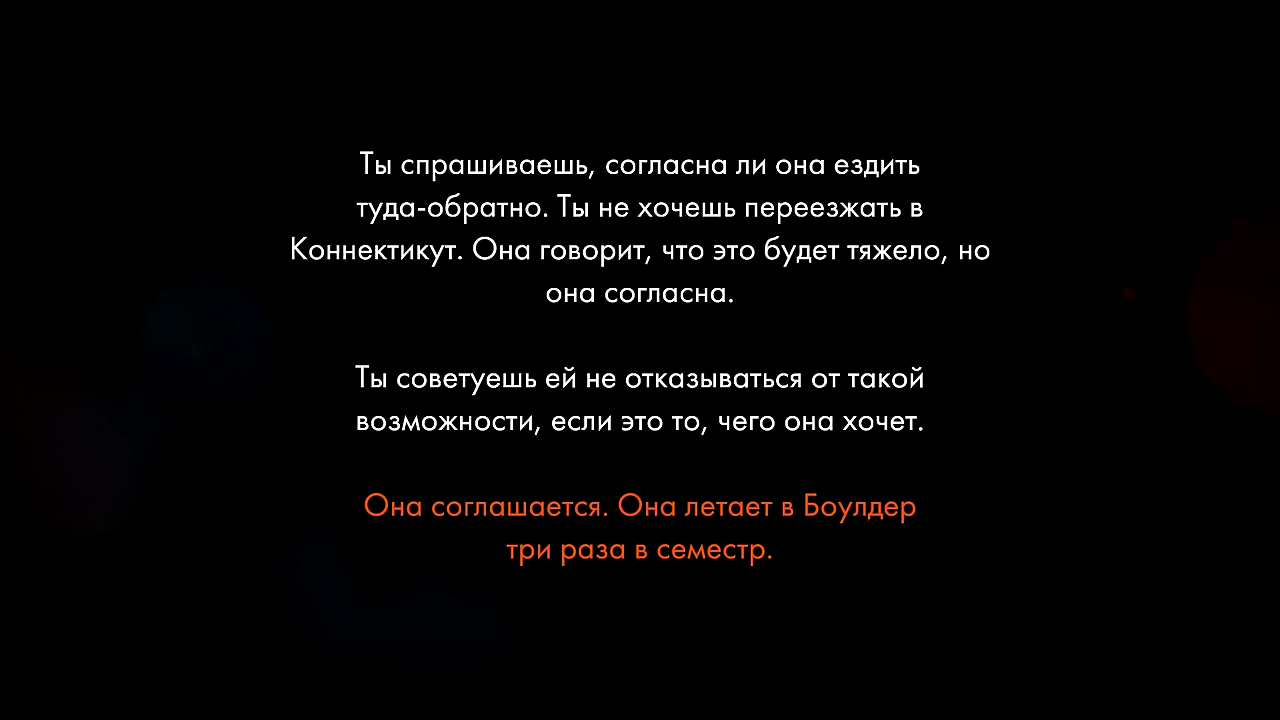 Ты спрашиваешь, согласна ли она ездить
туда-обратно. Ты не хочешь переезжать в
Коннектикут. Она говорит, что это будет тяжело, но
она согласна.
Ты советуешь ей не отказываться от такой
возможности, если это то, чего она хочет.
Она соглашается. Она летает в Боулдер
три раза в семестр.